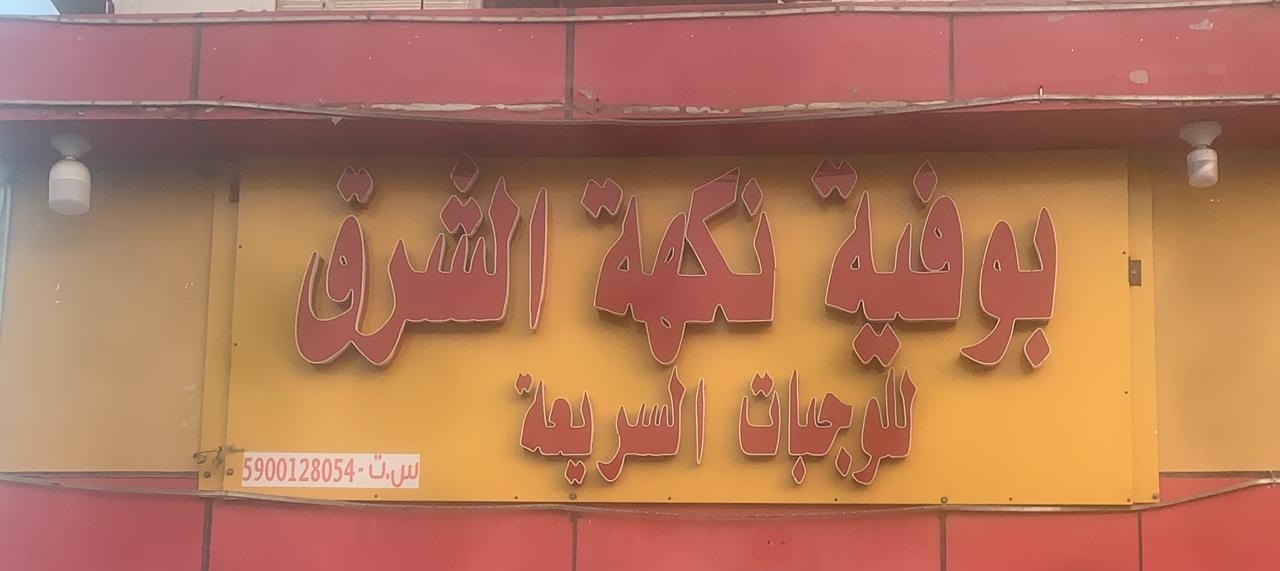 بوفية نكهة الشرق
للوجبات السريعة
س.ت - 5900128054